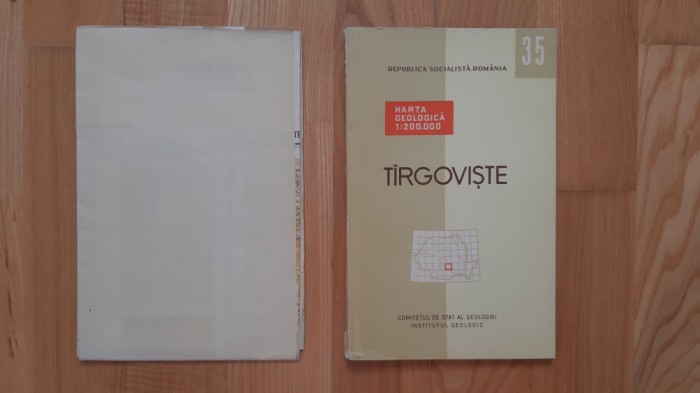 35
REPUBLICA SOCIALISTĂ ROMÂNIA
HARTA
GEOLOGICĂ
1:200.000
TÎRGOVIȘTE
COMITETUL DE STAT AL GEOLOGIEI
INSTITUTUL GEOLOGIC